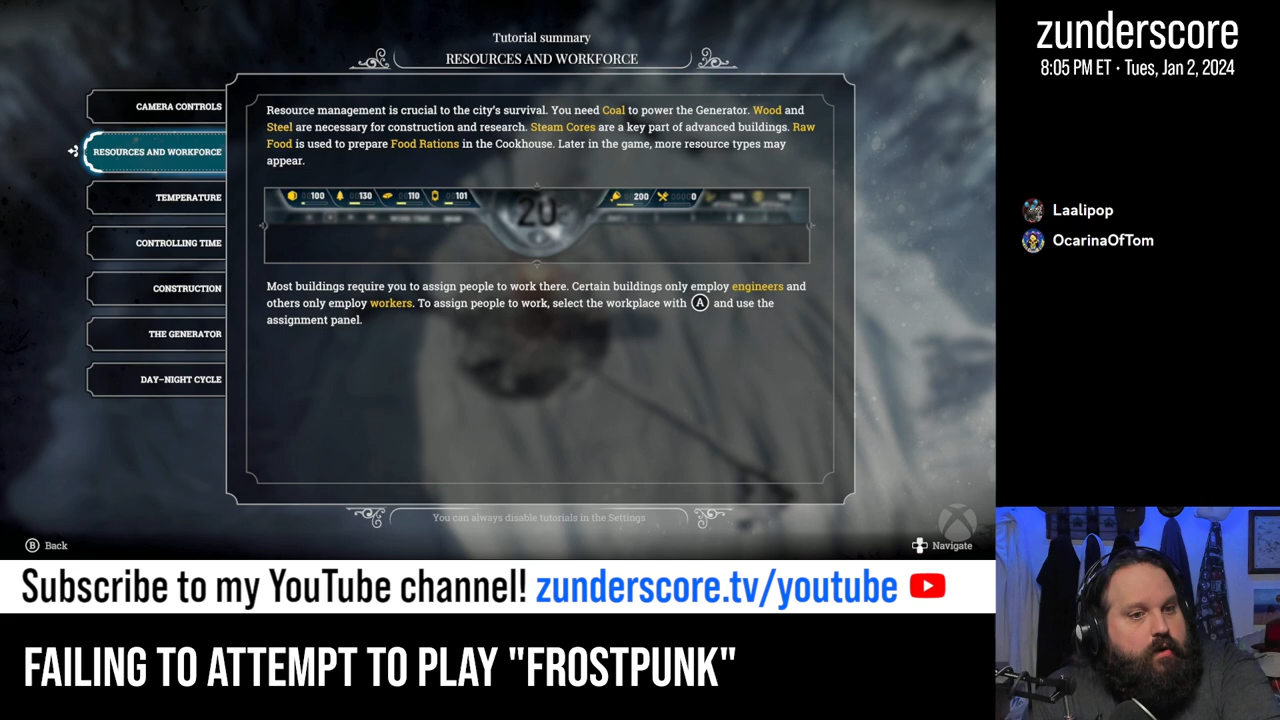 Tutorial summary
RESOURCES AND WORKFORCE
CAMERA CONTROLS
RESOURCES AND WORKFORCE
TEMPERATURE
CONTROLLING TIME
CONSTRUCTION
THE GENERATOR
DAY–NIGHT CYCLE
Resource management is crucial to the city's survival. You need Coal to power the Generator. Wood and
Steel are necessary for construction and research. Steam Cores are a key part of advanced buildings. Raw
Food is used to prepare Food Rations in the Cookhouse. Later in the game, more resource types may
appear.
100 130 110 101 20 200 0
Most buildings require you to assign people to work there. Certain buildings only employ engineers and
others only employ workers. To assign people to work, select the workplace with A and use the
assignment panel.
You can always disable tutorials in the Settings
B Back
Navigate
zunderscore
8:05 PM ET • Tues, Jan 2, 2024
Laalipop
OcarinaOfTom
Subscribe to my YouTube channel! zunderscore.tv/youtube
FAILING TO ATTEMPT TO PLAY "FROSTPUNK"